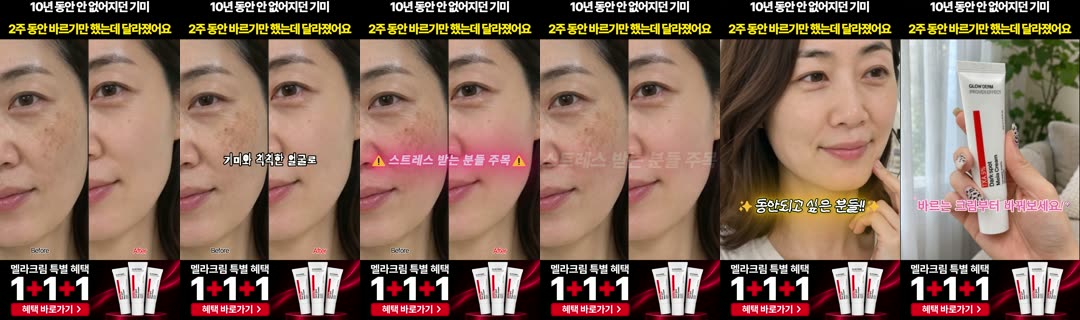 10년 동안 안 없어지던 기미
2주 동안 바르기만 했는데 달라졌어요
Before
After
멜라크림 특별 혜택
1+1+1
혜택 바로가기 >
10년 동안 안 없어지던 기미
2주 동안 바르기만 했는데 달라졌어요
기미와 칙칙한 얼굴로
Before
After
멜라크림 특별 혜택
1+1+1
혜택 바로가기 >
10년 동안 안 없어지던 기미
2주 동안 바르기만 했는데 달라졌어요
⚠️ 스트레스 받는 분들 주목 ⚠️
멜라크림 특별 혜택
1+1+1
혜택 바로가기 >
10년 동안 안 없어지던 기미
2주 동안 바르기만 했는데 달라졌어요
스트레스 받는 분들 주목
멜라크림 특별 혜택
1+1+1
혜택 바로가기 >
10년 동안 안 없어지던 기미
2주 동안 바르기만 했는데 달라졌어요
✨동안되고 싶은 분들!!✨
멜라크림 특별 혜택
1+1+1
혜택 바로가기 >
10년 동안 안 없어지던 기미
2주 동안 바르기만 했는데 달라졌어요
GLOW DERMA
Dark spot
Mela Cream
바르는 크림부터 바꿔보세요!
멜라크림 특별 혜택
1+1+1
혜택 바로가기 >